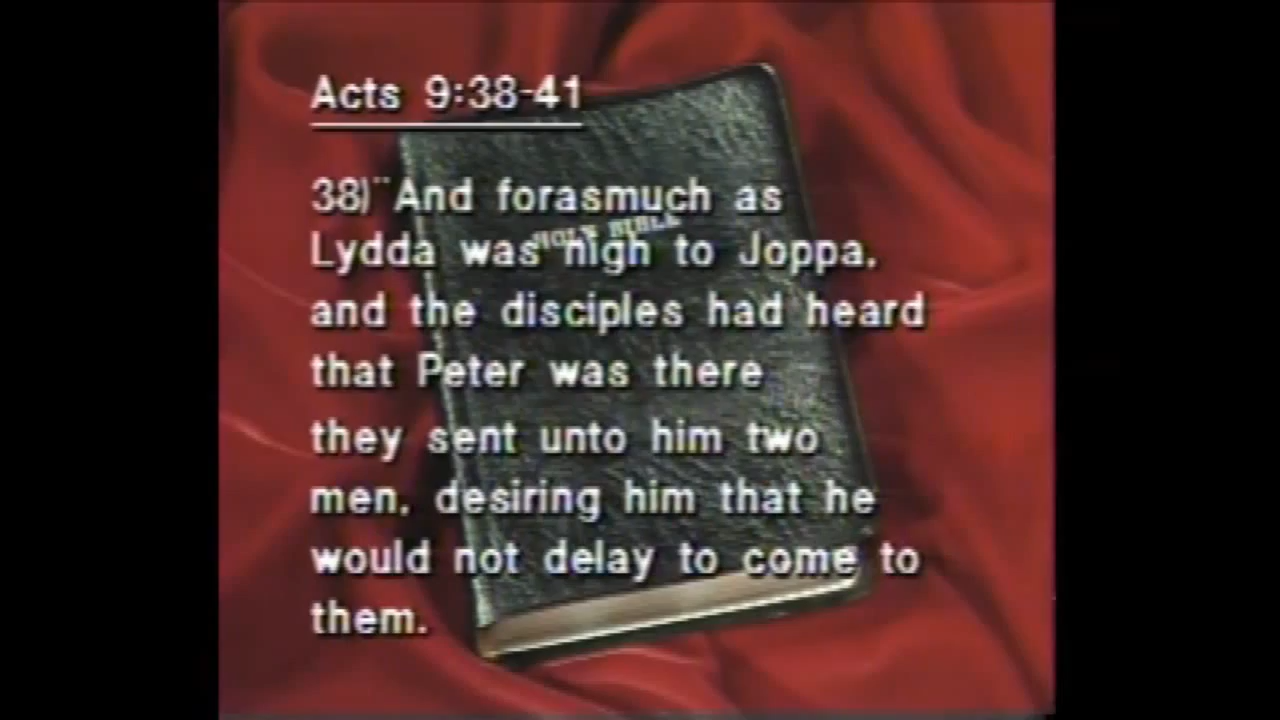 Acts 9:38-41
38)¨And forasmuch as
Lydda was nigh to Joppa,
and the disciples had heard
that Peter was there
they sent unto him two
men, desiring him that he
would not delay to come to
them.
HOLY BIBLE